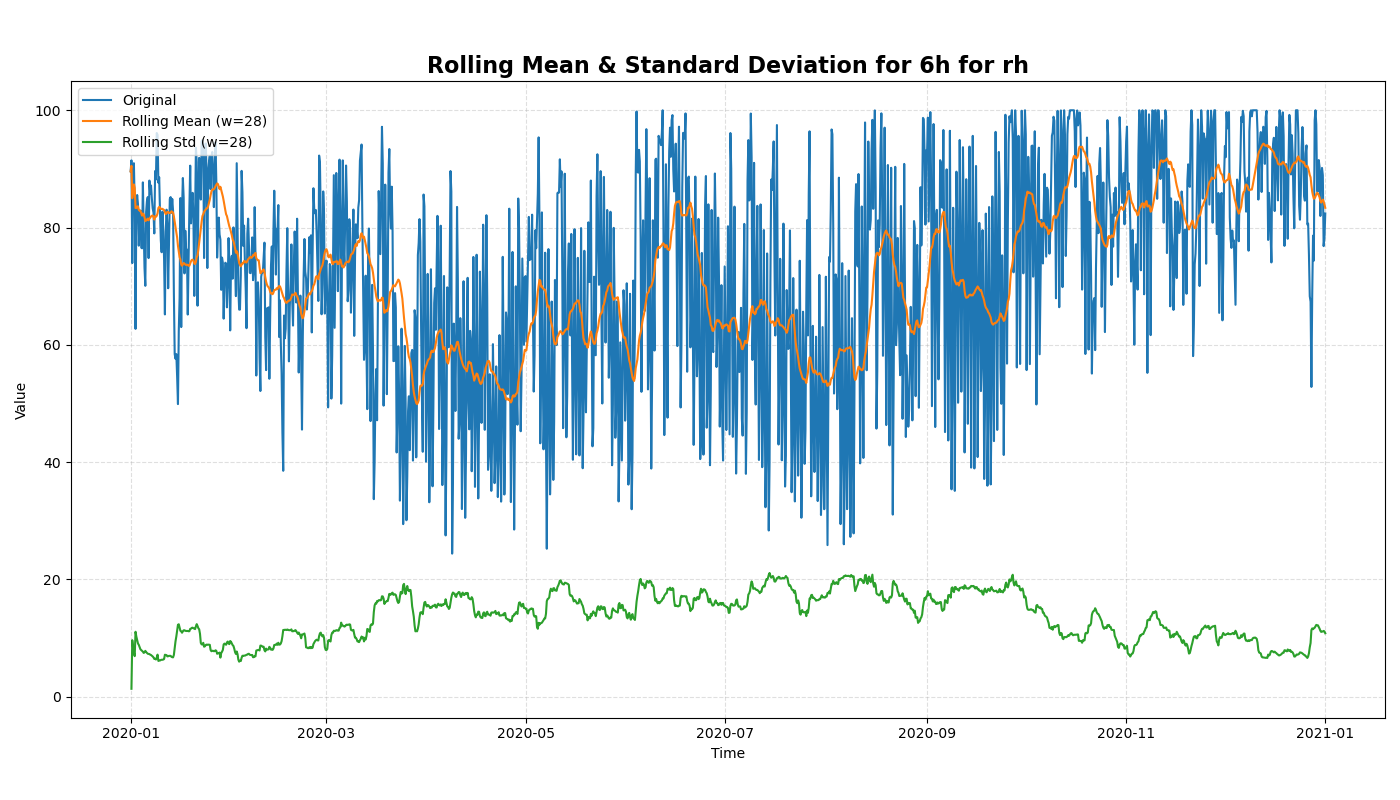 Rolling Mean & Standard Deviation for 6h for rh
Original
Rolling Mean (w=28)
Rolling Std (w=28)
100
80
60
40
20
0
Value
2020-01 2020-03 2020-05 2020-07 2020-09 2020-11 2021-01
Time